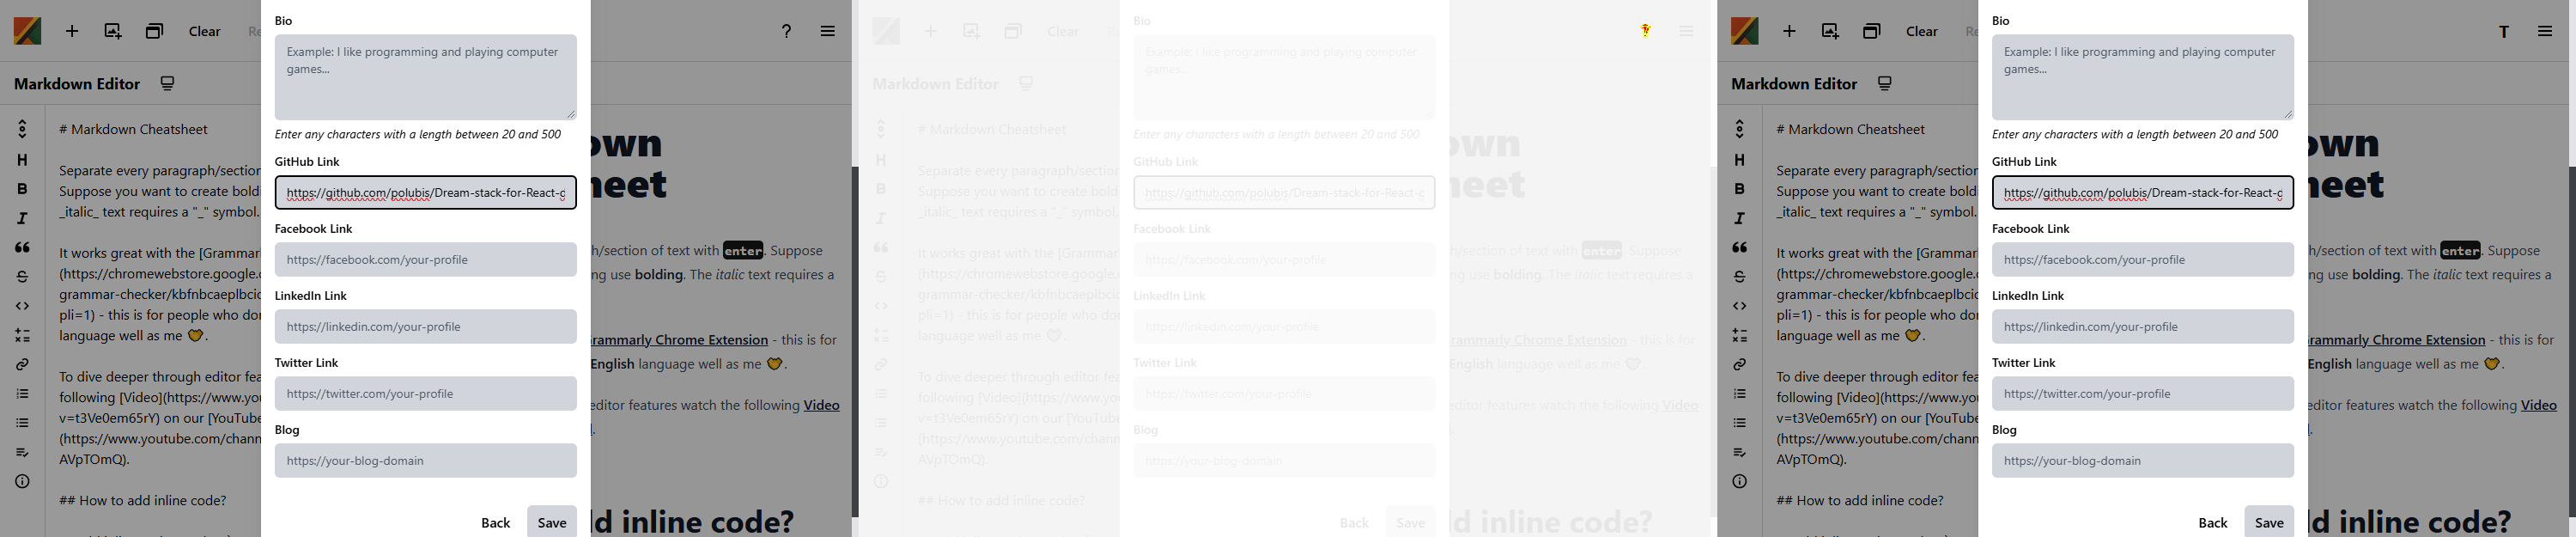 Clear
Re
?
Markdown Editor
# Markdown Cheatsheet
Separate every paragraph/section
Suppose you want to create bold
_italic_ text requires a "_" symbol.
It works great with the [Grammar
(https://chromewebstore.google.c
grammar-checker/kbfnbcaeplbcic
pli=1) - this is for people who don
language well as me
To dive deeper through editor fea
following [Video](https://www.yo
v=t3Ve0em65rY) on our [YouTube
(https://www.youtube.com/chann
AVpTOmQ).
## How to add inline code?
Bio
Example: I like programming and playing computer
games...
Enter any characters with a length between 20 and 500
GitHub Link
https://github.com/polubis/Dream-stack-for-React-d
Facebook Link
https://facebook.com/your-profile
LinkedIn Link
https://linkedin.com/your-profile
Twitter Link
https://twitter.com/your-profile
Blog
https://your-blog-domain
Back
Save
own
eet
h/section of text with enter. Suppose
ng use bolding. The italic text requires a
Grammarly Chrome Extension - this is for
English language well as me
editor features watch the following Video
dd inline code?
Clear
Markdown Editor
# Markdown Cheatsheet
Separate every paragraph/section
Suppose you want to create bold
_italic_ text requires a "_" symbol.
It works great with the [Grammar
(https://chromewebstore.google.c
grammar-checker/kbfnbcaeplbcic
pli=1) - this is for people who don
language well as me
To dive deeper through editor fea
following [Video](https://www.yo
v=t3Ve0em65rY) on our [YouTube
(https://www.youtube.com/chann
AVpTOmQ).
## How to add inline code?
Bio
Example: I like programming and playing computer
games...
Enter any characters with a length between 20 and 500
GitHub Link
https://github.com/polubis/Dream-stack-for-React-d
Facebook Link
https://facebook.com/your-profile
LinkedIn Link
https://linkedin.com/your-profile
Twitter Link
https://twitter.com/your-profile
Blog
https://your-blog-domain
Back
Save
own
eet
h/section of text with enter. Suppose
ng use bolding. The italic text requires a
Grammarly Chrome Extension - this is for
English language well as me
editor features watch the following Video
dd inline code?
Clear
Re
T
Markdown Editor
# Markdown Cheatsheet
Separate every paragraph/section
Suppose you want to create bold
_italic_ text requires a "_" symbol.
It works great with the [Grammar
(https://chromewebstore.google.c
grammar-checker/kbfnbcaeplbcic
pli=1) - this is for people who don
language well as me
To dive deeper through editor fea
following [Video](https://www.yo
v=t3Ve0em65rY) on our [YouTube
(https://www.youtube.com/chann
AVpTOmQ).
## How to add inline code?
Bio
Example: I like programming and playing computer
games...
Enter any characters with a length between 20 and 500
GitHub Link
https://github.com/polubis/Dream-stack-for-React-d
Facebook Link
https://facebook.com/your-profile
LinkedIn Link
https://linkedin.com/your-profile
Twitter Link
https://twitter.com/your-profile
Blog
https://your-blog-domain
Back
Save
own
eet
h/section of text with enter. Suppose
ng use bolding. The italic text requires a
Grammarly Chrome Extension - this is for
English language well as me
editor features watch the following Video
dd inline code?